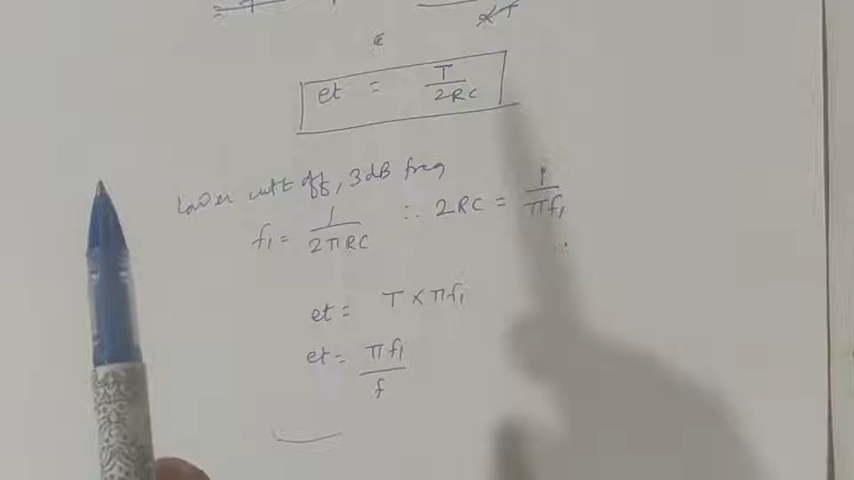 et = T / 2RC
Lower cutt off, 3dB freq
f1 = 1 / 2πRC ∴ 2RC = 1 / πf1
et = T × πf1
et = πf1 / f